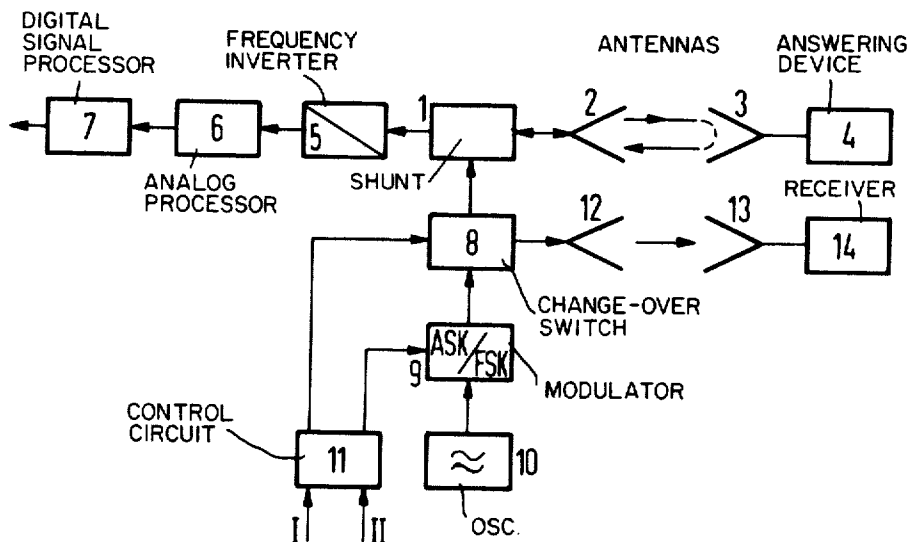 DIGITAL
SIGNAL
PROCESSOR
FREQUENCY
INVERTER
ANTENNAS
ANSWERING
DEVICE
7
6
5
1
2
3
4
ANALOG
PROCESSOR
SHUNT
RECEIVER
8
12
13
14
CHANGE-OVER
SWITCH
ASK/FSK
9
MODULATOR
CONTROL
CIRCUIT
11
≈
10
I
II
OSC.